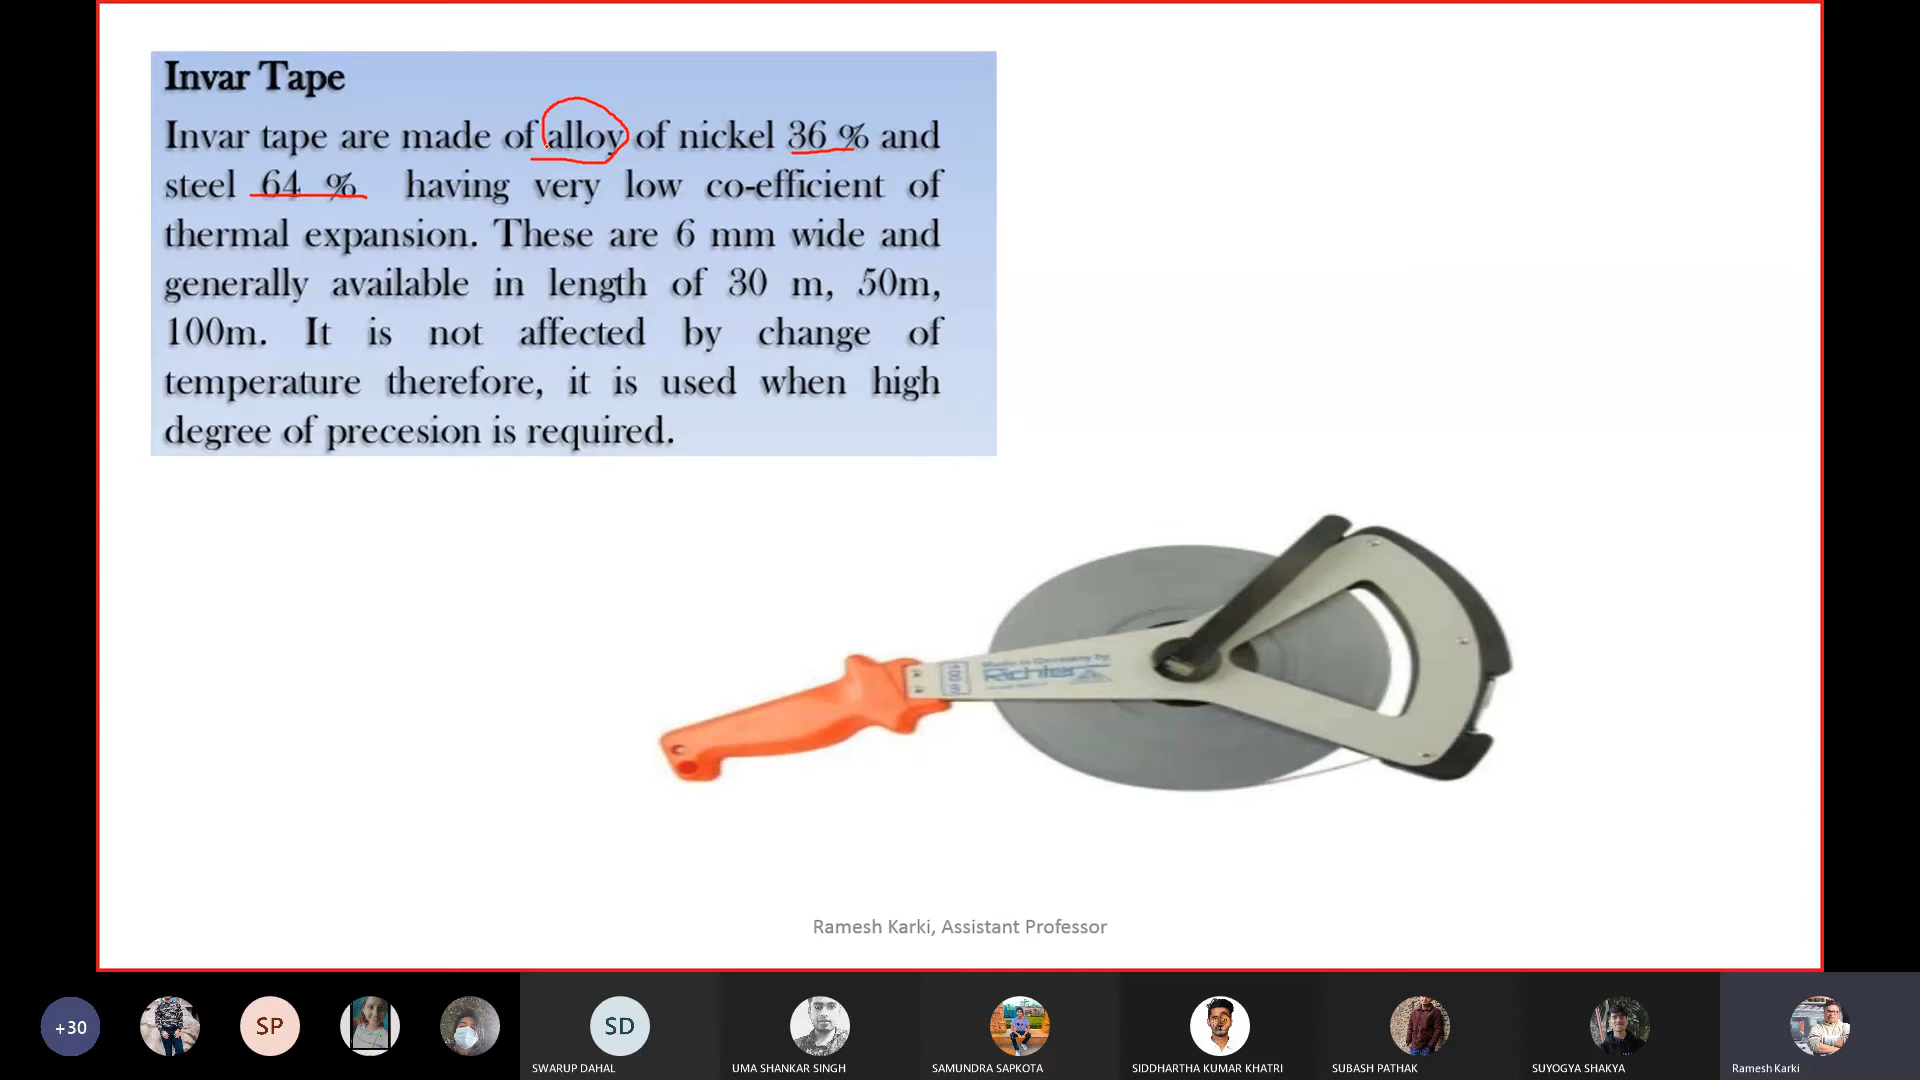 Invar Tape
Invar tape are made of alloy of nickel 36 % and
steel 64 % having very low co-efficient of
thermal expansion. These are 6 mm wide and
generally available in length of 30 m, 50m,
100m. It is not affected by change of
temperature therefore, it is used when high
degree of precesion is required.
Made in Germany by
Richter
Ramesh Karki, Assistant Professor
+30
SP
SD
SWARUP DAHAL
UMA SHANKAR SINGH
SAMUNDRA SAPKOTA
SIDDHARTHA KUMAR KHATRI
SUBASH PATHAK
SUYOGYA SHAKYA
Ramesh Karki